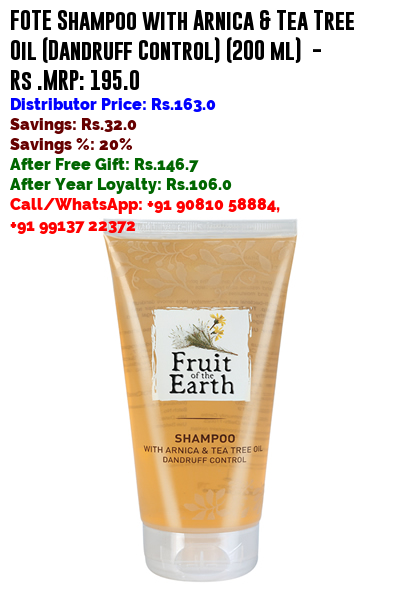 FOTE Shampoo with Arnica & Tea Tree
Oil (Dandruff Control) (200 ml) –
Rs .MRP: 195.0
Distributor Price: Rs.163.0
Savings: Rs.32.0
Savings %: 20%
After Free Gift: Rs.146.7
After Year Loyalty: Rs.106.0
Call/WhatsApp: +91 90810 58884,
+91 99137 22372
Fruit
of the
Earth
SHAMPOO
WITH ARNICA & TEA TREE OIL
DANDRUFF CONTROL